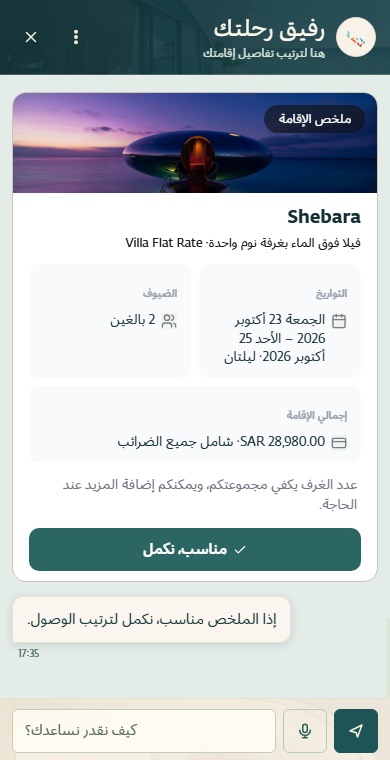 رفيق رحلتك
هنا لترتيب تفاصيل إقامتك
ملخص الإقامة
Shebara
فيلا فوق الماء بغرفة نوم واحدة· Villa Flat Rate
التواريخ
الجمعة 23 أكتوبر
2026 – الأحد 25
أكتوبر 2026· ليلتان
الضيوف
2 بالغين
إجمالي الإقامة
SAR 28,980.00· شامل جميع الضرائب
عدد الغرف يكفي مجموعتكم، ويمكنكم إضافة المزيد عند
الحاجة.
مناسب، نكمل
إذا الملخص مناسب، نكمل لترتيب الوصول.
17:35
كيف نقدر نساعدك؟